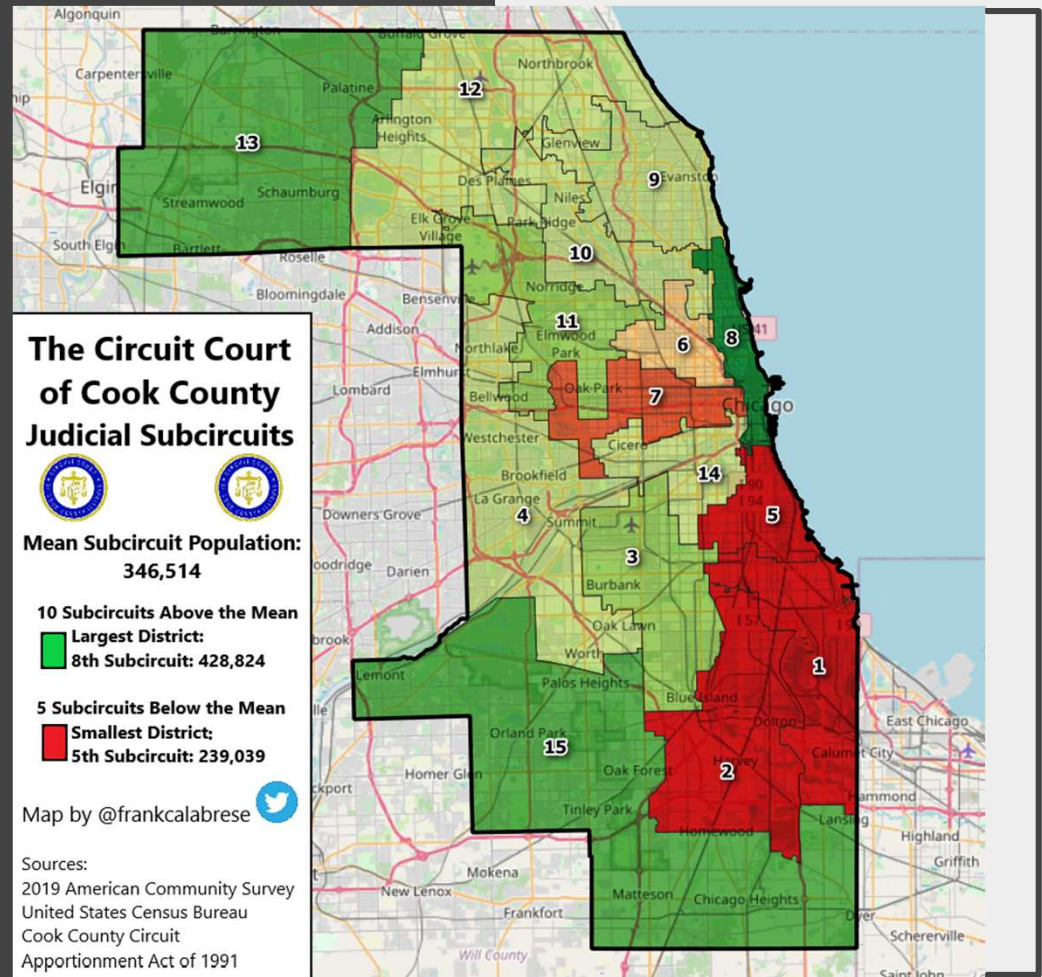 Algonquin
Barrington
Buffalo Grove
Northbrook
Carpentersville
Palatine
12
Arlington
Heights
Glenview
13
9
Evanston
Elgin
Streamwood
Schaumburg
Des Plaines
Niles
Elk Grove
Village
Park Ridge
South Elgin
Bartlett
Roselle
10
Bloomingdale
Bensenville
Norridge
11
Addison
Northlake
Elmwood
Park
6
8
41
Elmhurst
Lombard
Bellwood
Oak Park
7
Chicago
Westchester
Cicero
Brookfield
14
La Grange
90
I 94
Downers Grove
4
Summit
5
Darien
3
Burbank
I 57
Oak Lawn
Worth
1
Lemont
Palos Heights
Blue Island
Dolton
East Chicago
Orland Park
15
Calumet City
Homer Glen
Oak Forest
2
Harvey
Hammond
Tinley Park
Lansing
Homewood
Highland
Mokena
Griffith
New Lenox
Matteson
Chicago Heights
Frankfort
Dyer
Schererville
Will County
Saint John
The Circuit Court
of Cook County
Judicial Subcircuits
Mean Subcircuit Population:
346,514
10 Subcircuits Above the Mean
Largest District:
8th Subcircuit: 428,824
5 Subcircuits Below the Mean
Smallest District:
5th Subcircuit: 239,039
Map by @frankcalabrese
Sources:
2019 American Community Survey
United States Census Bureau
Cook County Circuit
Apportionment Act of 1991